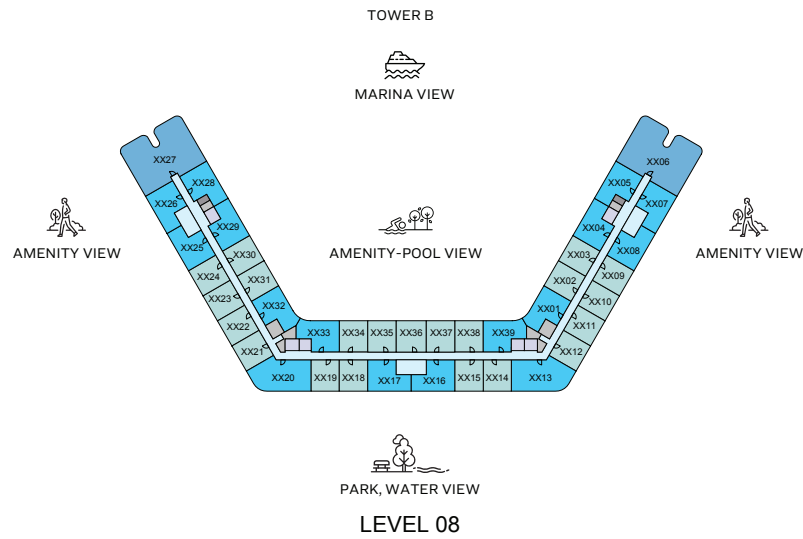 TOWER B
MARINA VIEW
XX27
XX06
XX28
XX05
XX26
XX07
XX29
XX04
XX25
XX08
AMENITY VIEW
AMENITY-POOL VIEW
AMENITY VIEW
XX30
XX03
XX24
XX09
XX31
XX02
XX23
XX10
XX32
XX01
XX22
XX11
XX33
XX34
XX35
XX36
XX37
XX38
XX39
XX21
XX12
XX20
XX19
XX18
XX17
XX16
XX15
XX14
XX13
PARK, WATER VIEW
LEVEL 08